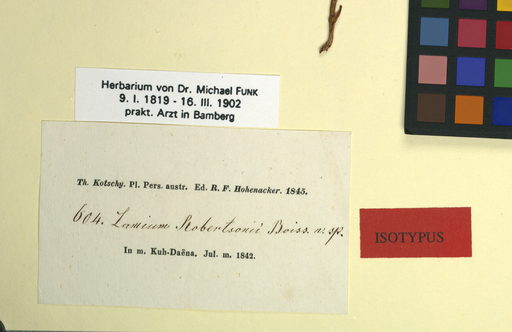 Herbarium von Dr. Michael FUNK
9. I. 1819 - 16. III. 1902
prakt. Arzt in Bamberg
Th. Kotschy. Pl. Pers. austr. Ed. R. F. Hohenacker. 1845.
604. Lamium Robertsonii Boiss. n. sp.
In m. Kuh-Daëna. Jul. m. 1842.
ISOTYPUS